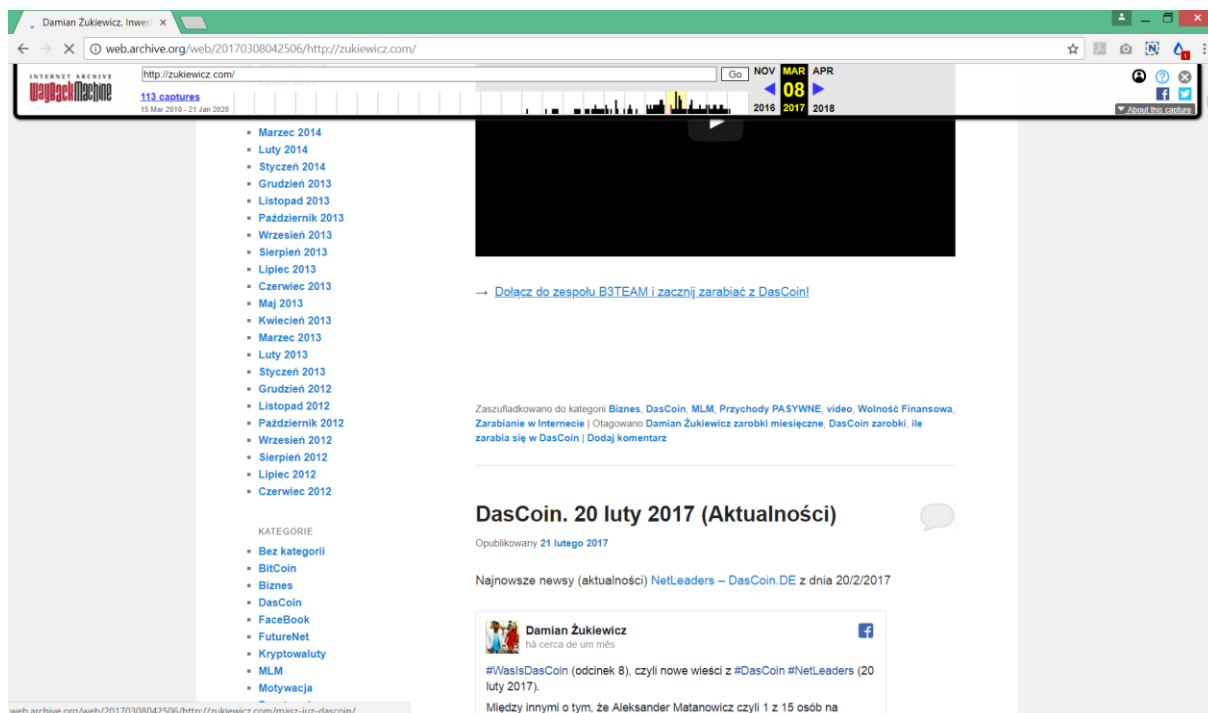 Damian Żukiewicz. Inwes
web.archive.org/web/20170308042506/http://zukiewicz.com/
INTERNET ARCHIVE
WayBackMachine
http://zukiewicz.com/
Go
NOV MAR APR
08
2016 2017 2018
113 captures
15 Mar 2010 - 21 Jan 2020
About this capture
Marzec 2014
Luty 2014
Styczeń 2014
Grudzień 2013
Listopad 2013
Październik 2013
Wrzesień 2013
Sierpień 2013
Lipiec 2013
Czerwiec 2013
Maj 2013
Kwiecień 2013
Marzec 2013
Luty 2013
Styczeń 2013
Grudzień 2012
Listopad 2012
Październik 2012
Wrzesień 2012
Sierpień 2012
Lipiec 2012
Czerwiec 2012
KATEGORIE
Bez kategorii
BitCoin
Biznes
DasCoin
FaceBook
FutureNet
Kryptowaluty
MLM
Motywacja
→ Dołącz do zespołu B3TEAM i zacznij zarabiać z DasCoin!
Zaszufladkowano do kategorii Biznes, DasCoin, MLM, Przychody PASYWNE, video, Wolność Finansowa,
Zarabianie w Internecie | Otagowano Damian Żukiewicz zarobki miesięczne, DasCoin zarobki, ile
zarabia się w DasCoin | Dodaj komentarz
DasCoin. 20 luty 2017 (Aktualności)
Opublikowany 21 lutego 2017
Najnowsze newsy (aktualności) NetLeaders – DasCoin.DE z dnia 20/2/2017
Damian Żukiewicz
há cerca de um mês
#WasIsDasCoin (odcinek 8), czyli nowe wieści z #DasCoin #NetLeaders (20
luty 2017).
Między innymi o tym, że Aleksander Matanowicz czyli 1 z 15 osób na
web.archive.org/web/20170308042506/http://zukiewicz.com/masz-juz-dascoin/